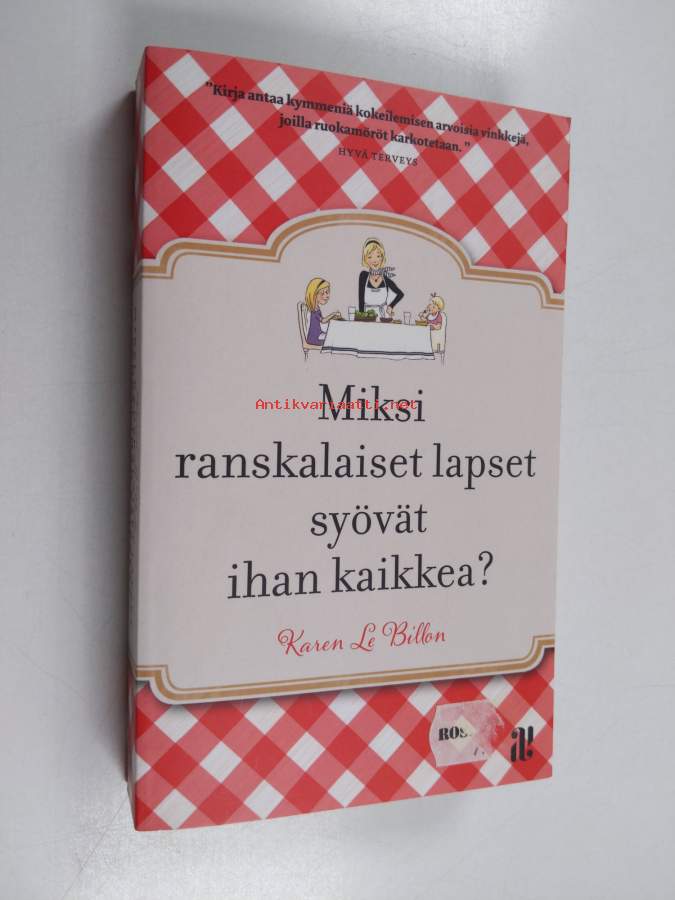 "Kirja antaa kymmeniä kokeilemisen arvoisia vinkkejä,
joilla ruokamöröt karkotetaan."
HYVÄ TERVEYS
Antikvariaatti.net
Miksi
ranskalaiset lapset
syövät
ihan kaikkea?
Karen Le Billon